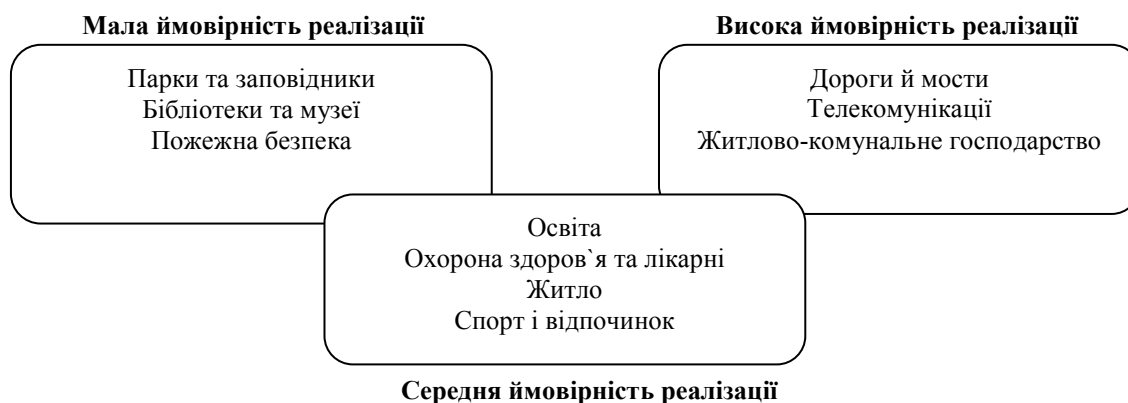 Мала ймовірність реалізації
Парки та заповідники
Бібліотеки та музеї
Пожежна безпека
Висока ймовірність реалізації
Дороги й мости
Телекомунікації
Житлово-комунальне господарство
Освіта
Охорона здоров`я та лікарні
Житло
Спорт і відпочинок
Середня ймовірність реалізації